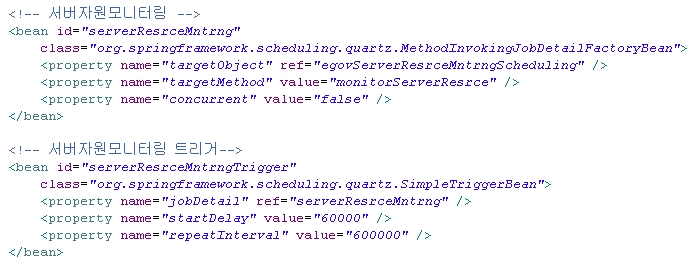 <!-- 서버자원모니터링 -->
<bean id="serverResrceMntrng"
class="org.springframework.scheduling.quartz.MethodInvokingJobDetailFactoryBean">
<property name="targetObject" ref="egovServerResrceMntrngScheduling" />
<property name="targetMethod" value="monitorServerResrce" />
<property name="concurrent" value="false" />
</bean>
<!-- 서버자원모니터링 트리거-->
<bean id="serverResrceMntrngTrigger"
class="org.springframework.scheduling.quartz.SimpleTriggerBean">
<property name="jobDetail" ref="serverResrceMntrng" />
<property name="startDelay" value="60000" />
<property name="repeatInterval" value="600000" />
</bean>